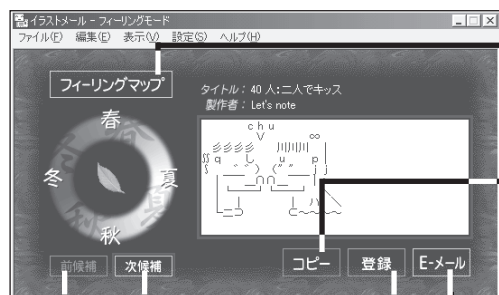 イラストメール - フィーリングモード
ファイル(F) 編集(E) 表示(V) 設定(S) ヘルプ(H)
フィーリングマップ
タイトル : 40 人:二人でキッス
製作者 : Let's note
chu
春
夏
秋
冬
前候補 次候補 コピー 登録 E-メール